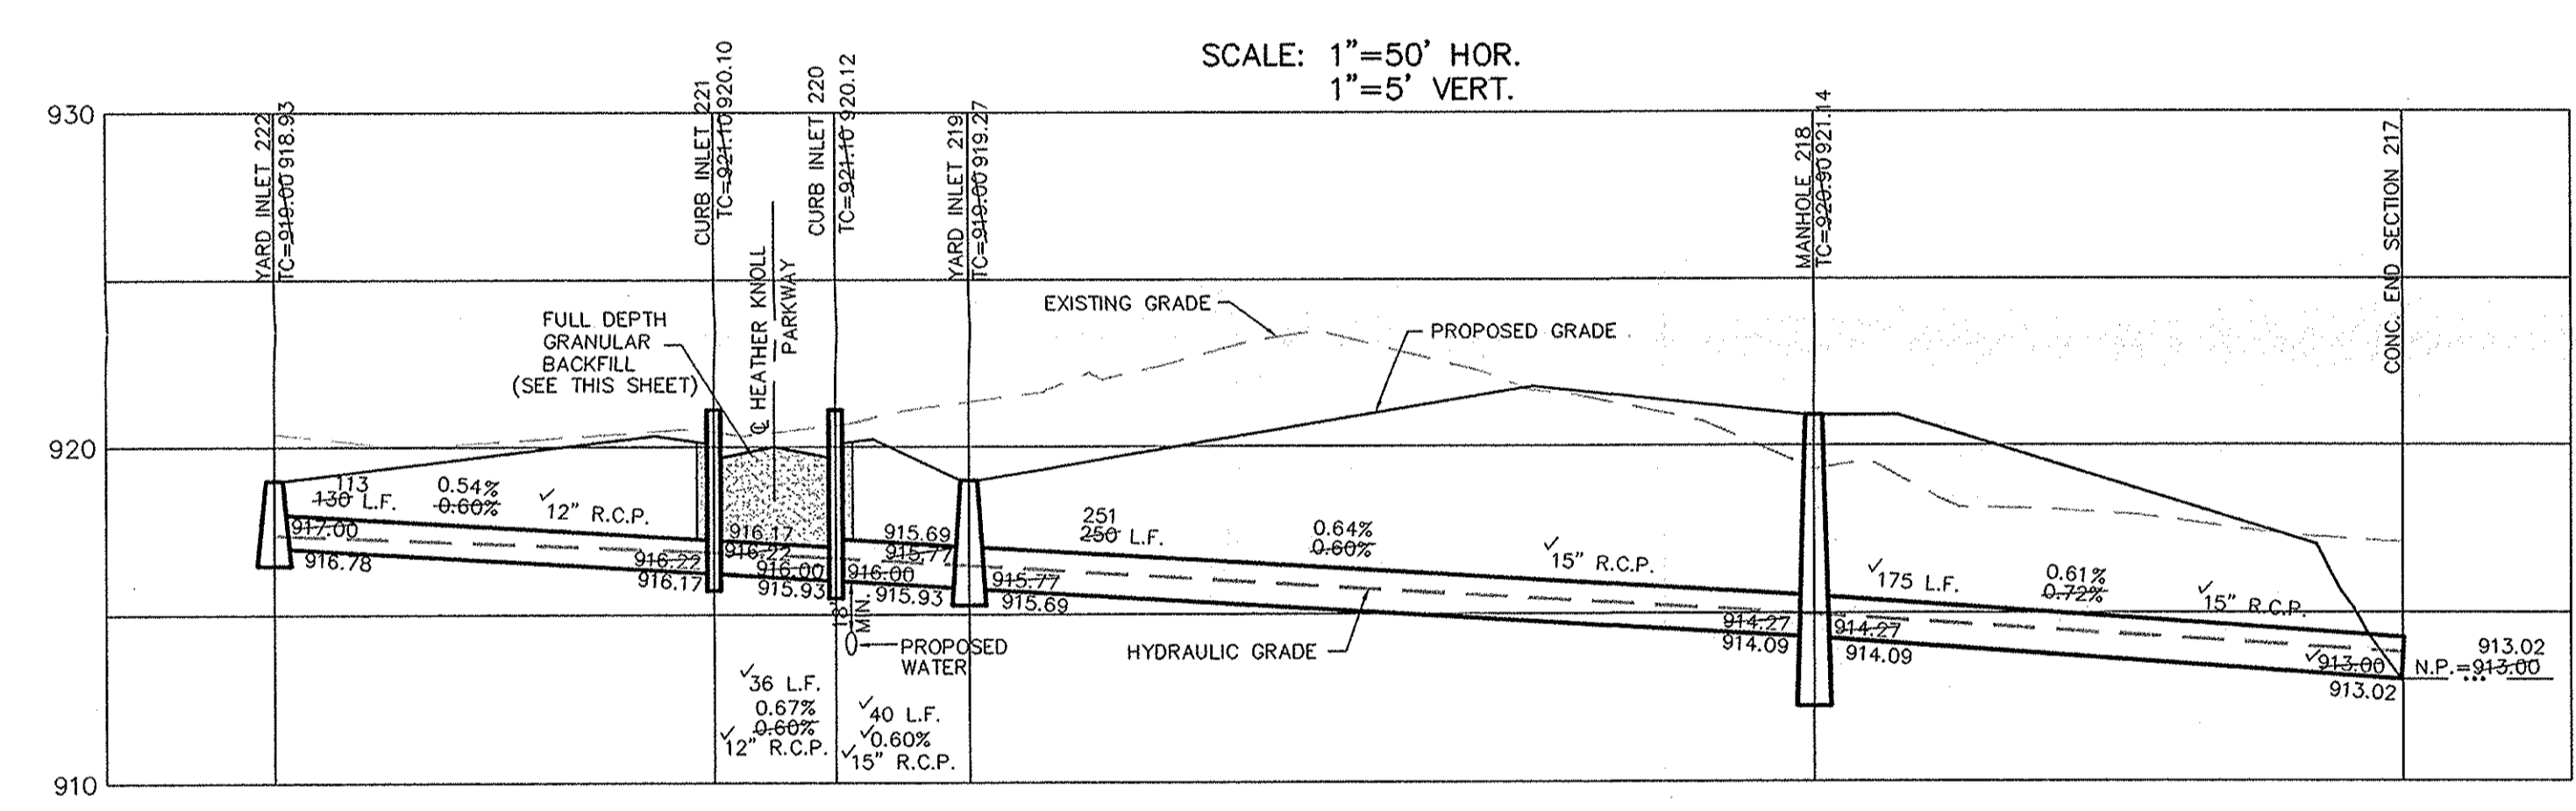 SCALE: 1"=50' HOR.
1"=5' VERT.
930
920
910
YARD INLET 222
TC=919.00 918.93
CURB INLET 221
TC=921.10 920.10
℄ HEATHER KNOLL
PARKWAY
CURB INLET 220
TC=921.10 920.12
YARD INLET 219
TC=919.00 919.27
MANHOLE 218
TC=920.90 921.14
CONC. END SECTION 217
EXISTING GRADE
PROPOSED GRADE
FULL DEPTH
GRANULAR
BACKFILL
(SEE THIS SHEET)
113
130 L.F.
0.54%
0.60%
✓12" R.C.P.
917.00
916.78
916.22
916.17
916.17
916.22
916.00
915.93
915.69
915.77
916.00
915.93
18"
MIN.
PROPOSED
WATER
✓36 L.F.
0.67%
0.60%
✓12" R.C.P.
✓40 L.F.
✓0.60%
✓15" R.C.P.
915.77
915.69
251
250 L.F.
0.64%
0.60%
✓15" R.C.P.
HYDRAULIC GRADE
914.27
914.09
914.27
914.09
✓175 L.F.
0.61%
0.72%
✓15" R.C.P.
✓913.00
913.02
913.02
N.P.=913.00